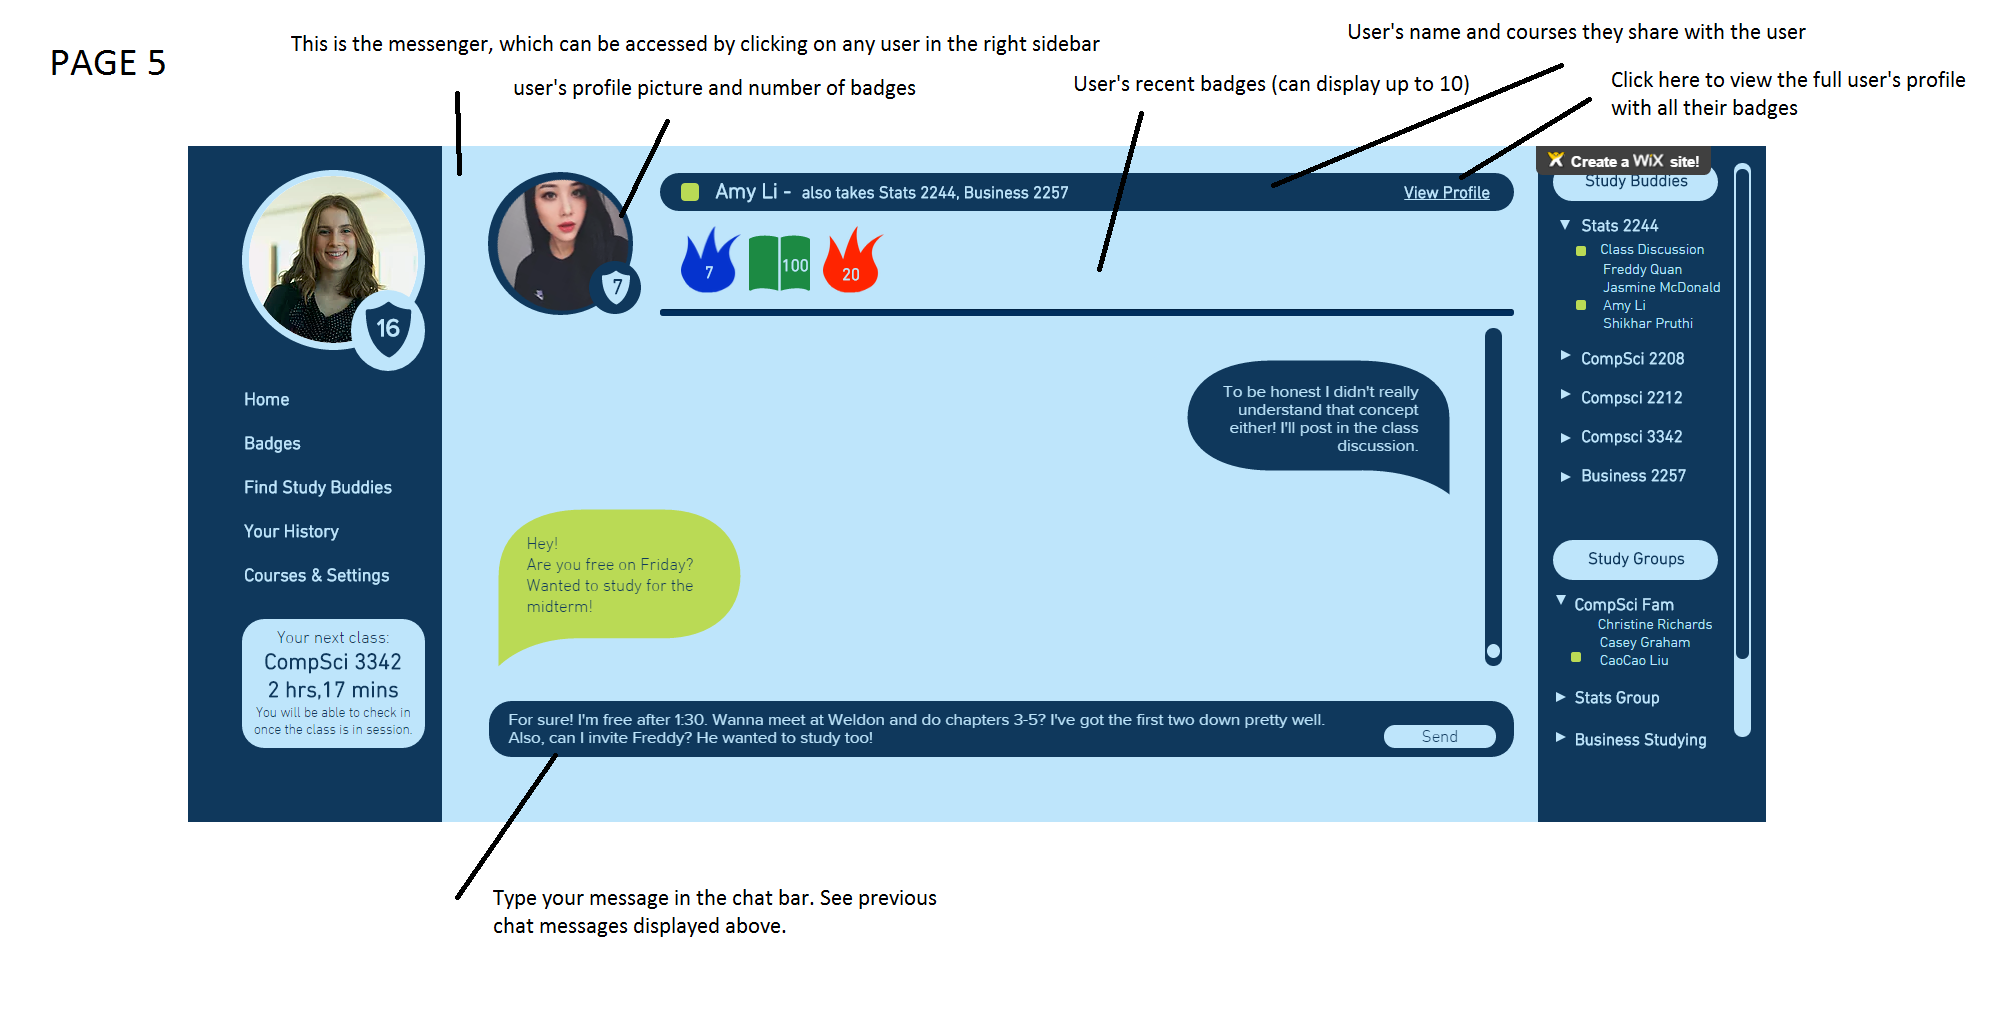 PAGE 5
This is the messenger, which can be accessed by clicking on any user in the right sidebar
user's profile picture and number of badges
User's recent badges (can display up to 10)
User's name and courses they share with the user
Click here to view the full user's profile
with all their badges
16
Home
Badges
Find Study Buddies
Your History
Courses & Settings
Your next class:
CompSci 3342
2 hrs,17 mins
You will be able to check in
once the class is in session.
7
Amy Li - also takes Stats 2244, Business 2257
View Profile
7
100
20
To be honest I didn't really
understand that concept
either! I'll post in the class
discussion.
Hey!
Are you free on Friday?
Wanted to study for the
midterm!
For sure! I'm free after 1:30. Wanna meet at Weldon and do chapters 3-5? I've got the first two down pretty well.
Also, can I invite Freddy? He wanted to study too!
Send
Create a WiX site!
Study Buddies
Stats 2244
Class Discussion
Freddy Quan
Jasmine McDonald
Amy Li
Shikhar Pruthi
CompSci 2208
Compsci 2212
Compsci 3342
Business 2257
Study Groups
CompSci Fam
Christine Richards
Casey Graham
CaoCao Liu
Stats Group
Business Studying
Type your message in the chat bar. See previous
chat messages displayed above.